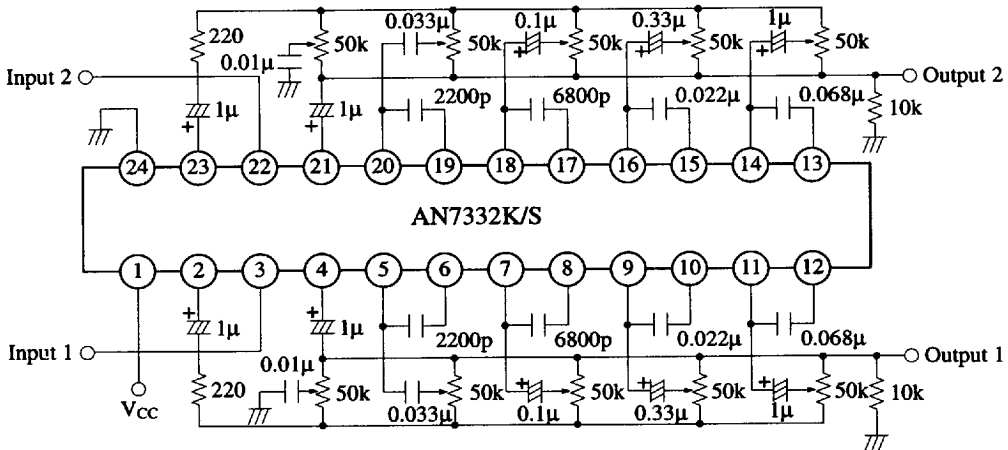 0.033μ 0.1μ 0.33μ 1μ
220 50k 50k 50k 50k 50k
0.01μ
Input 2 Output 2
1μ 1μ 2200p 6800p 0.022μ 0.068μ 10k
+ + + + + +
24 23 22 21 20 19 18 17 16 15 14 13
AN7332K/S
1 2 3 4 5 6 7 8 9 10 11 12
+ + + + + +
1μ 1μ 2200p 6800p 0.022μ 0.068μ
Input 1 Output 1
0.01μ
220 50k 50k 50k 50k 50k 10k
VCC 0.033μ 0.1μ 0.33μ 1μ